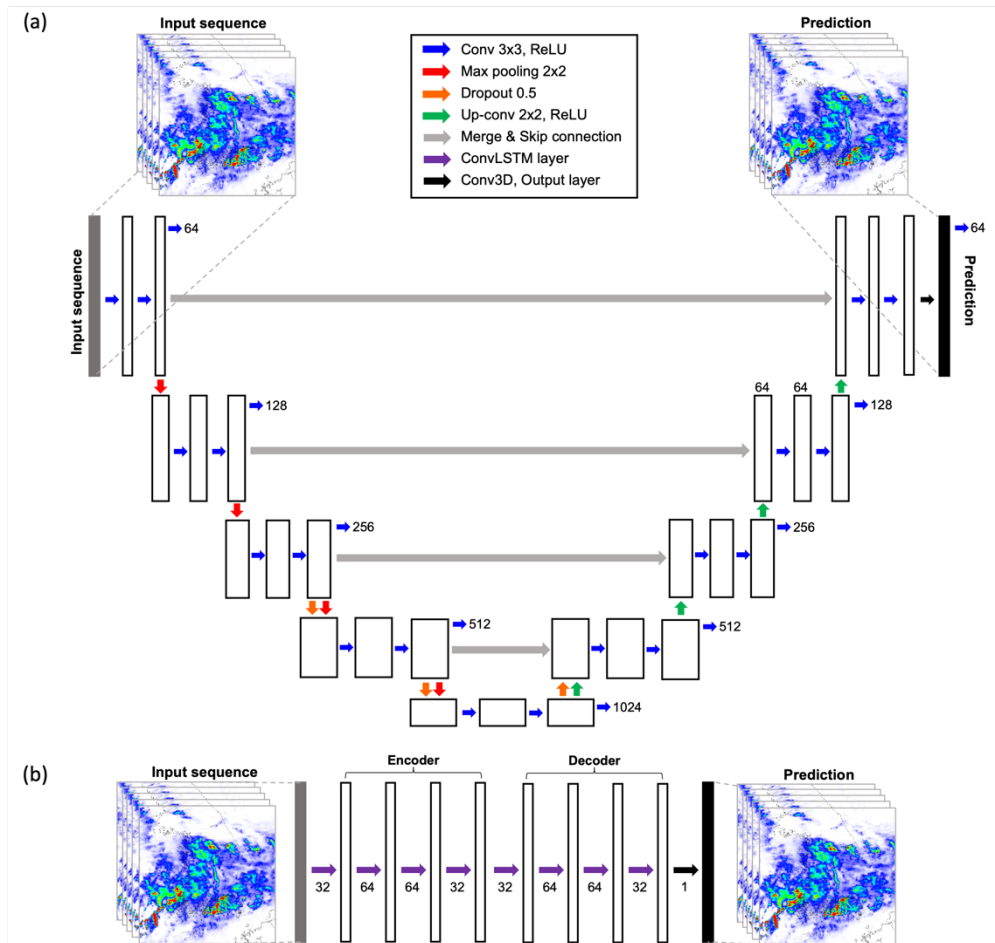 (a)
Input sequence
Prediction
Conv 3x3, ReLU
Max pooling 2x2
Dropout 0.5
Up-conv 2x2, ReLU
Merge & Skip connection
ConvLSTM layer
Conv3D, Output layer
Input sequence
64
64
Prediction
128
64
64
128
256
256
512
512
1024
(b)
Input sequence
Encoder
Decoder
Prediction
32
64
64
32
32
64
64
32
1